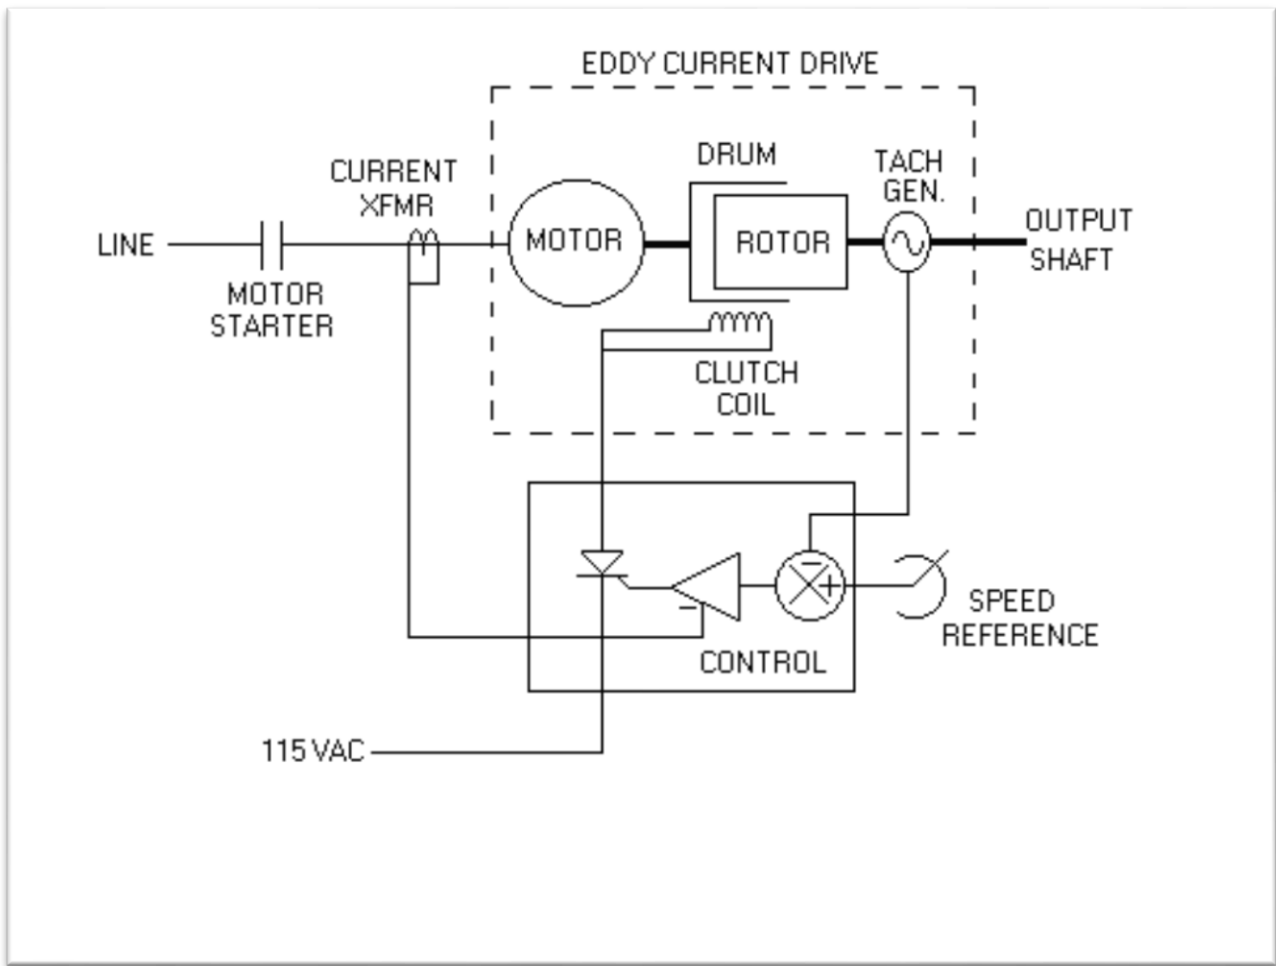 EDDY CURRENT DRIVE
DRUM
TACH
GEN.
CURRENT
XFMR
OUTPUT
SHAFT
LINE
MOTOR
ROTOR
MOTOR
STARTER
CLUTCH
COIL
−
+
−
SPEED
REFERENCE
CONTROL
115 VAC